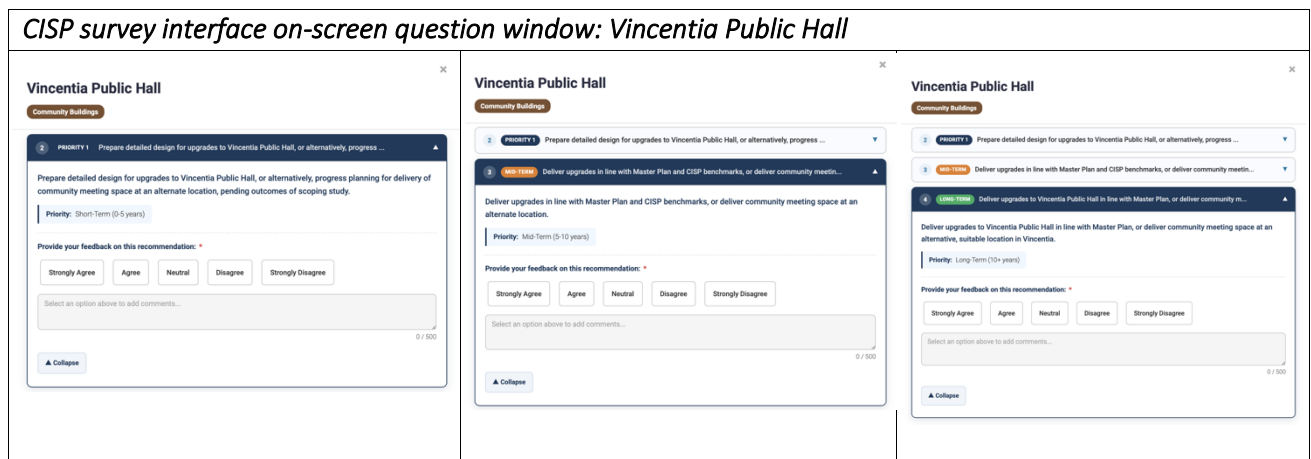 CISP survey interface on-screen question window: Vincentia Public Hall
×
Vincentia Public Hall
Community Buildings
2 PRIORITY 1 Prepare detailed design for upgrades to Vincentia Public Hall, or alternatively, progress ... ▲
Prepare detailed design for upgrades to Vincentia Public Hall, or alternatively, progress planning for delivery of
community meeting space at an alternate location, pending outcomes of scoping study.
Priority: Short-Term (0-5 years)
Provide your feedback on this recommendation: *
Strongly Agree Agree Neutral Disagree Strongly Disagree
Select an option above to add comments...
0 / 500
▲ Collapse
×
Vincentia Public Hall
Community Buildings
2 PRIORITY 1 Prepare detailed design for upgrades to Vincentia Public Hall, or alternatively, progress ... ▼
3 MID-TERM Deliver upgrades in line with Master Plan and CISP benchmarks, or deliver community meetin... ▲
Deliver upgrades in line with Master Plan and CISP benchmarks, or deliver community meeting space at an
alternate location.
Priority: Mid-Term (5-10 years)
Provide your feedback on this recommendation: *
Strongly Agree Agree Neutral Disagree Strongly Disagree
Select an option above to add comments...
0 / 500
▲ Collapse
×
Vincentia Public Hall
Community Buildings
2 PRIORITY 1 Prepare detailed design for upgrades to Vincentia Public Hall, or alternatively, progress ... ▼
3 MID-TERM Deliver upgrades in line with Master Plan and CISP benchmarks, or deliver community meetin... ▼
4 LONG-TERM Deliver upgrades to Vincentia Public Hall in line with Master Plan, or deliver community m... ▲
Deliver upgrades to Vincentia Public Hall in line with Master Plan, or deliver community meeting space at an
alternative, suitable location in Vincentia.
Priority: Long-Term (10+ years)
Provide your feedback on this recommendation: *
Strongly Agree Agree Neutral Disagree Strongly Disagree
Select an option above to add comments...
0 / 500
▲ Collapse